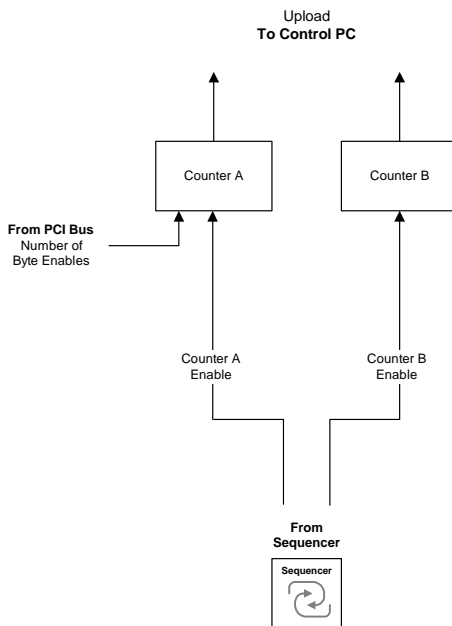 Upload
To Control PC
Counter A
Counter B
From PCI Bus
Number of
Byte Enables
Counter A
Enable
Counter B
Enable
From
Sequencer
Sequencer